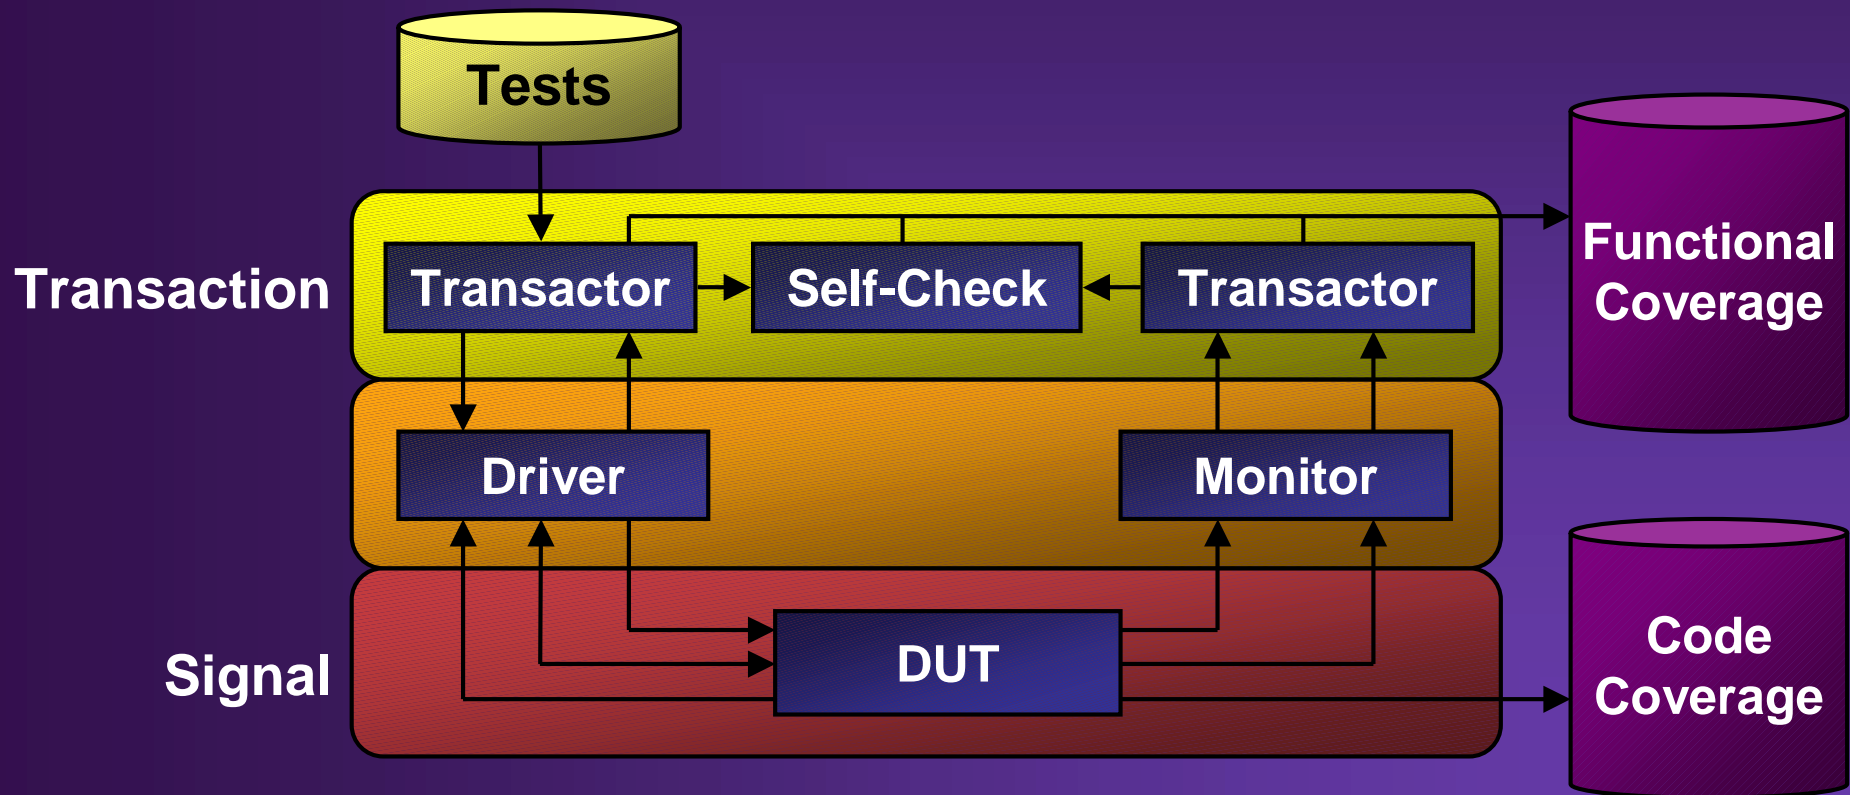 Tests
Transaction
Transactor
Self-Check
Transactor
Functional
Coverage
Driver
Monitor
Signal
DUT
Code
Coverage